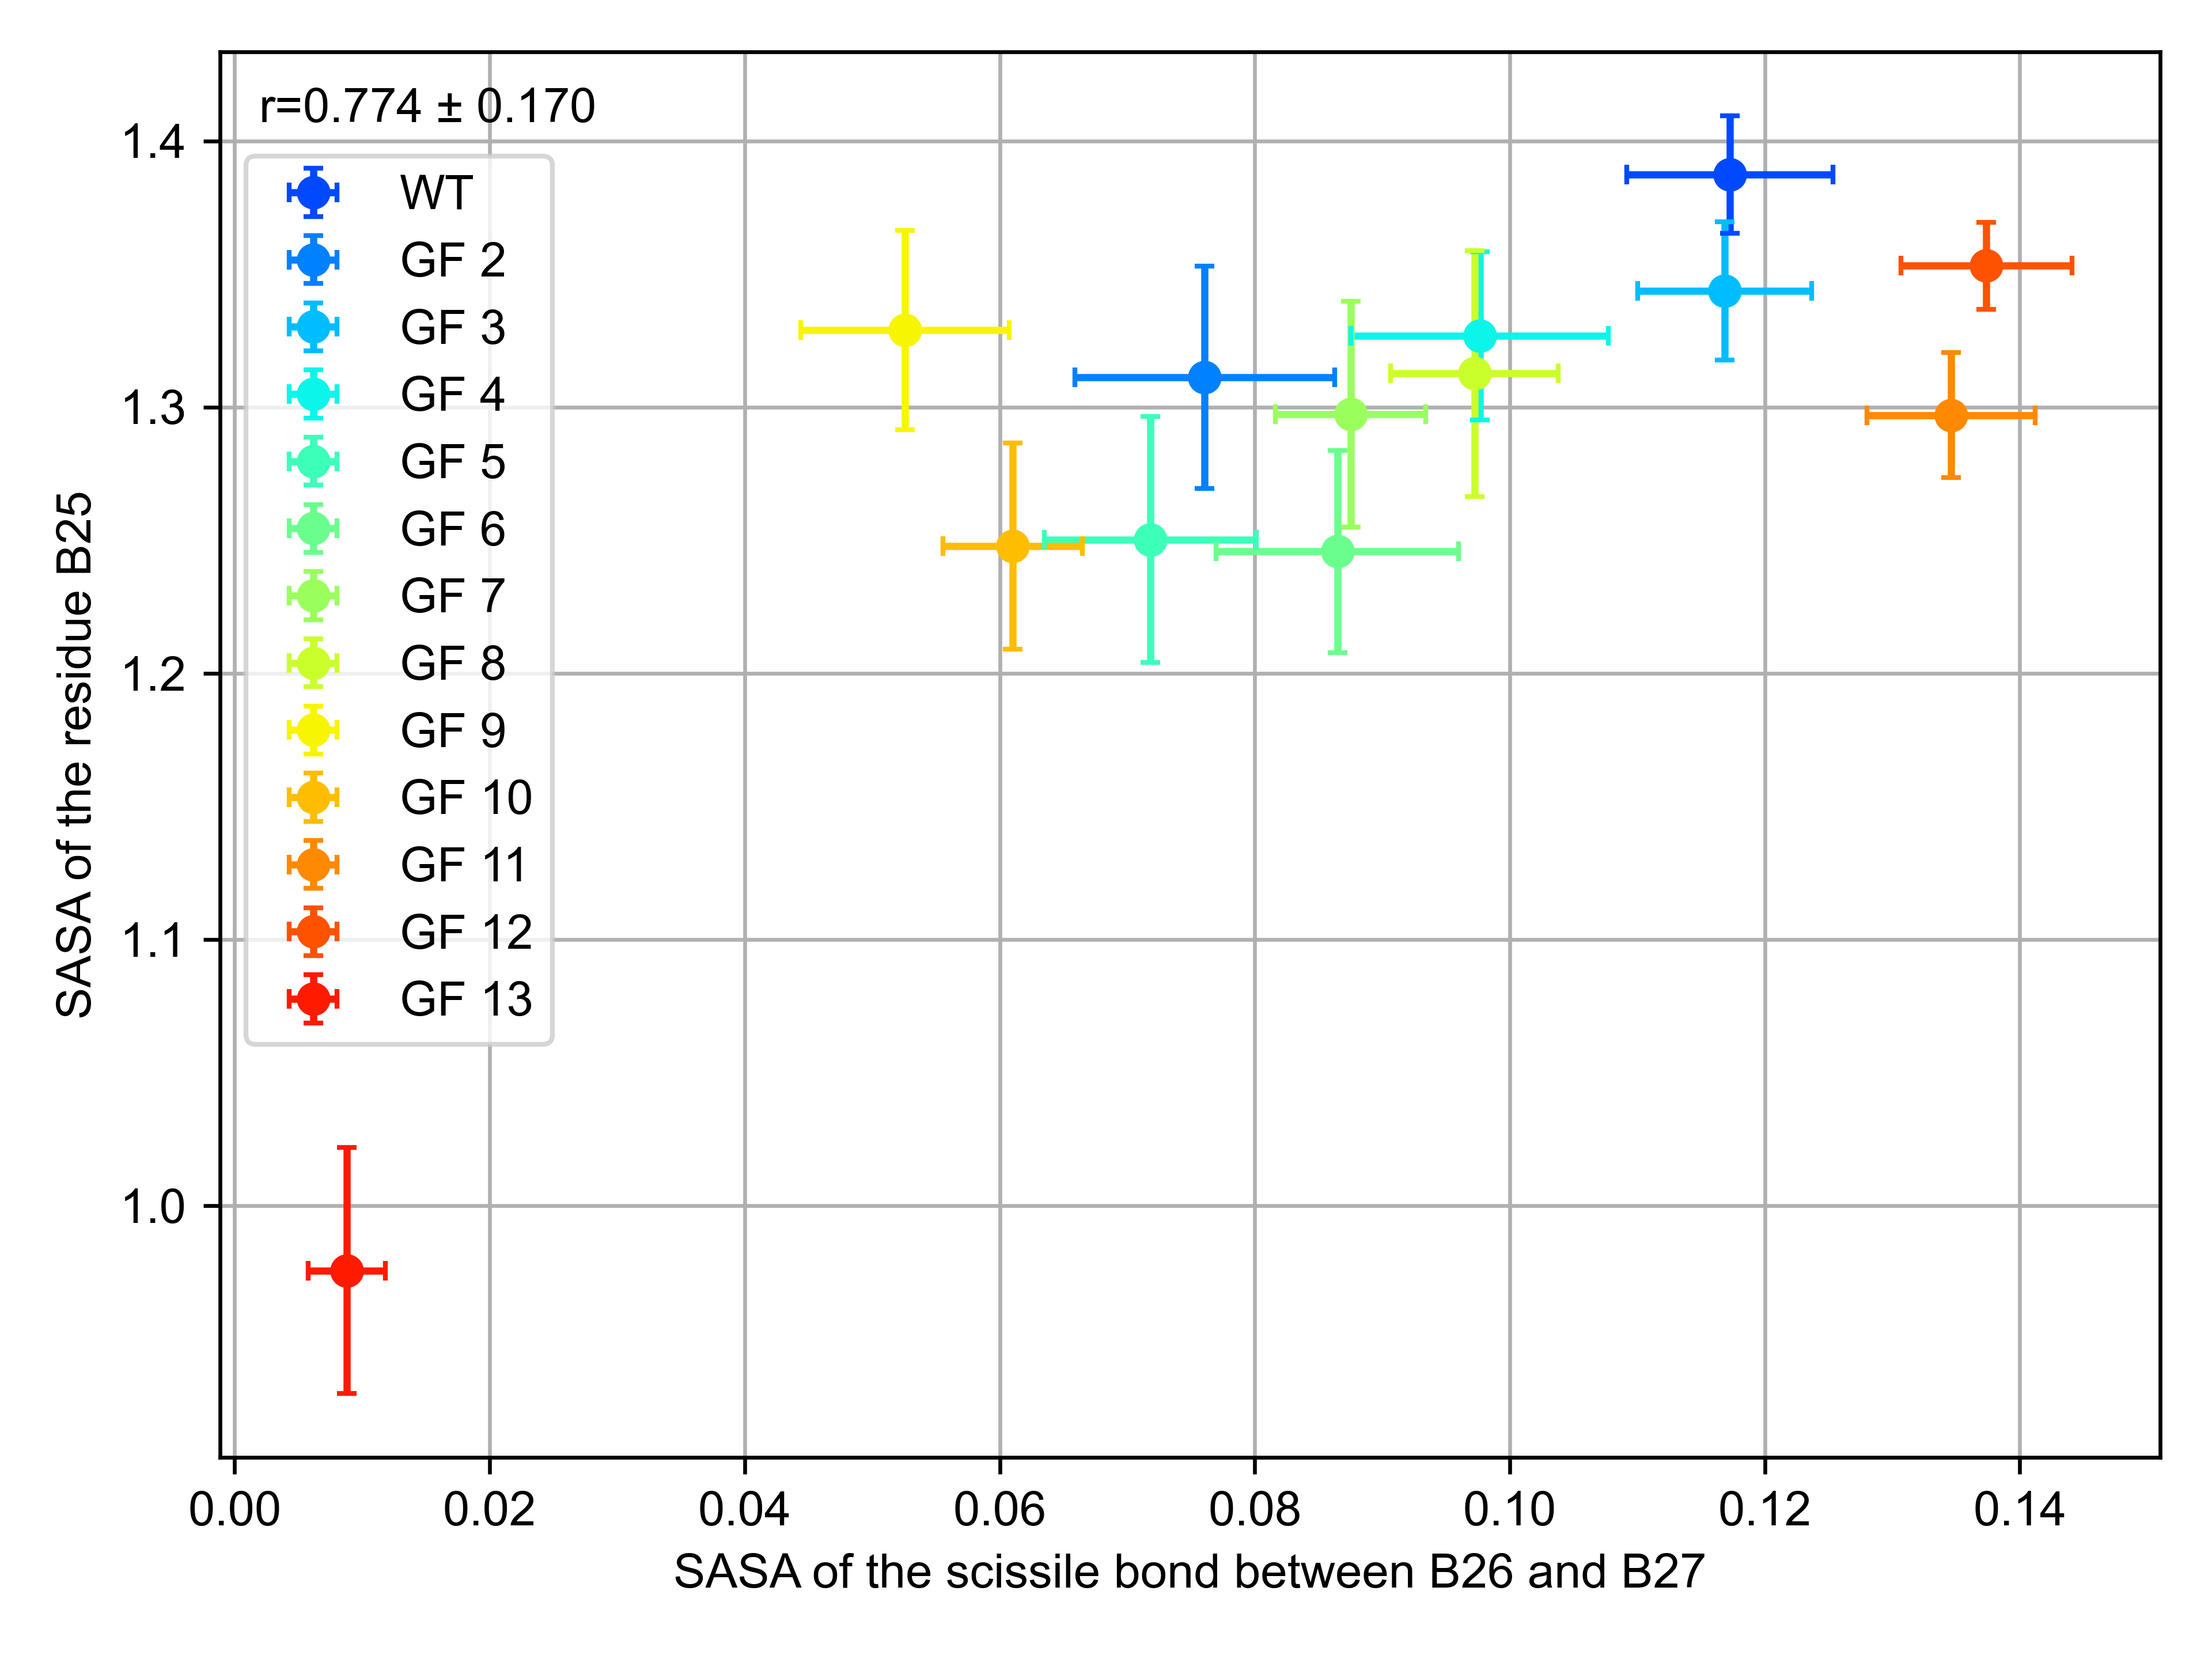 r=0.774 ± 0.170
WT
GF 2
GF 3
GF 4
GF 5
GF 6
GF 7
GF 8
GF 9
GF 10
GF 11
GF 12
GF 13
1.4
1.3
1.2
1.1
1.0
SASA of the residue B25
0.00 0.02 0.04 0.06 0.08 0.10 0.12 0.14
SASA of the scissile bond between B26 and B27